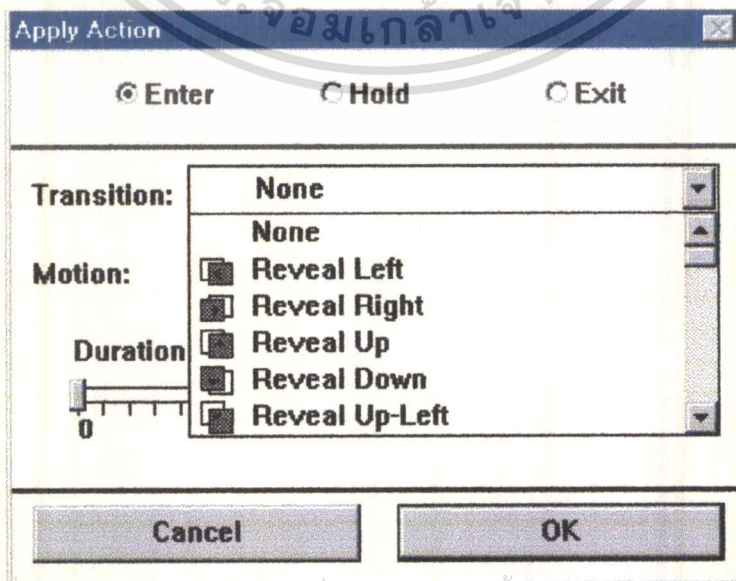 Apply Action
Enter Hold Exit
Transition: None
None
Motion: Reveal Left
Reveal Right
Duration Reveal Up
Reveal Down
0 Reveal Up-Left
Cancel OK